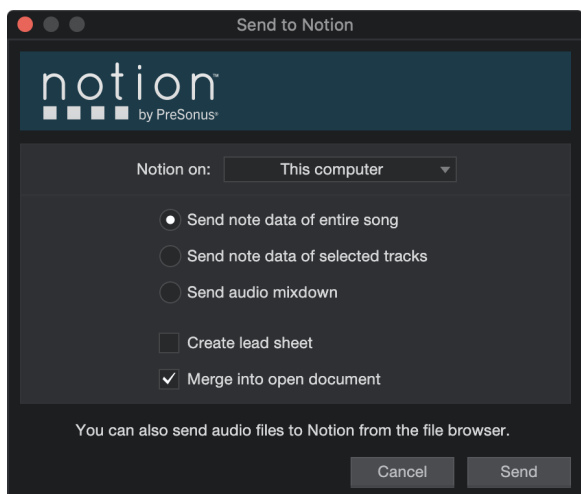 Send to Notion
notion™
by PreSonus®
Notion on: This computer
Send note data of entire song
Send note data of selected tracks
Send audio mixdown
Create lead sheet
Merge into open document
You can also send audio files to Notion from the file browser.
Cancel Send